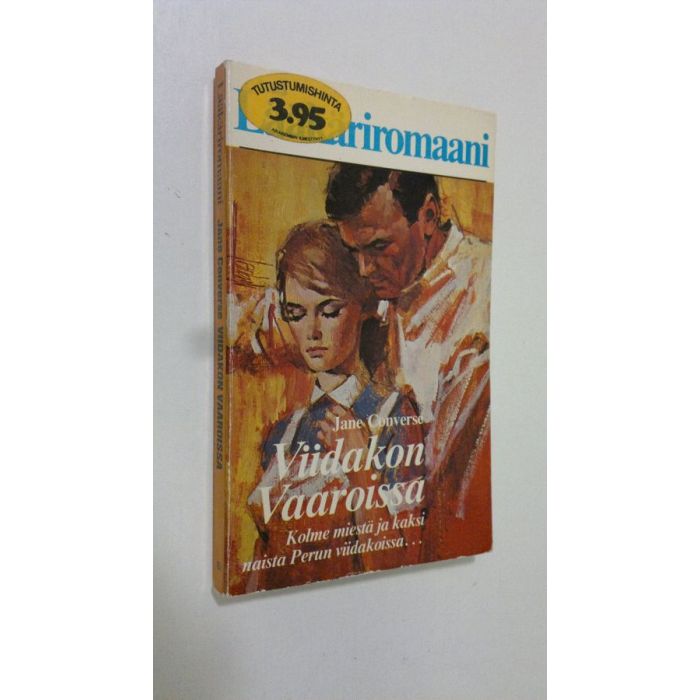 TUTUSTUMISHINTA
3.95
riromaani
Jane Converse
Viidakon
Vaaroissa
Kolme miestä ja kaksi
naista Perun viidakoissa...
Lääkäriromaani Jane Converse VIIDAKON VAAROISSA